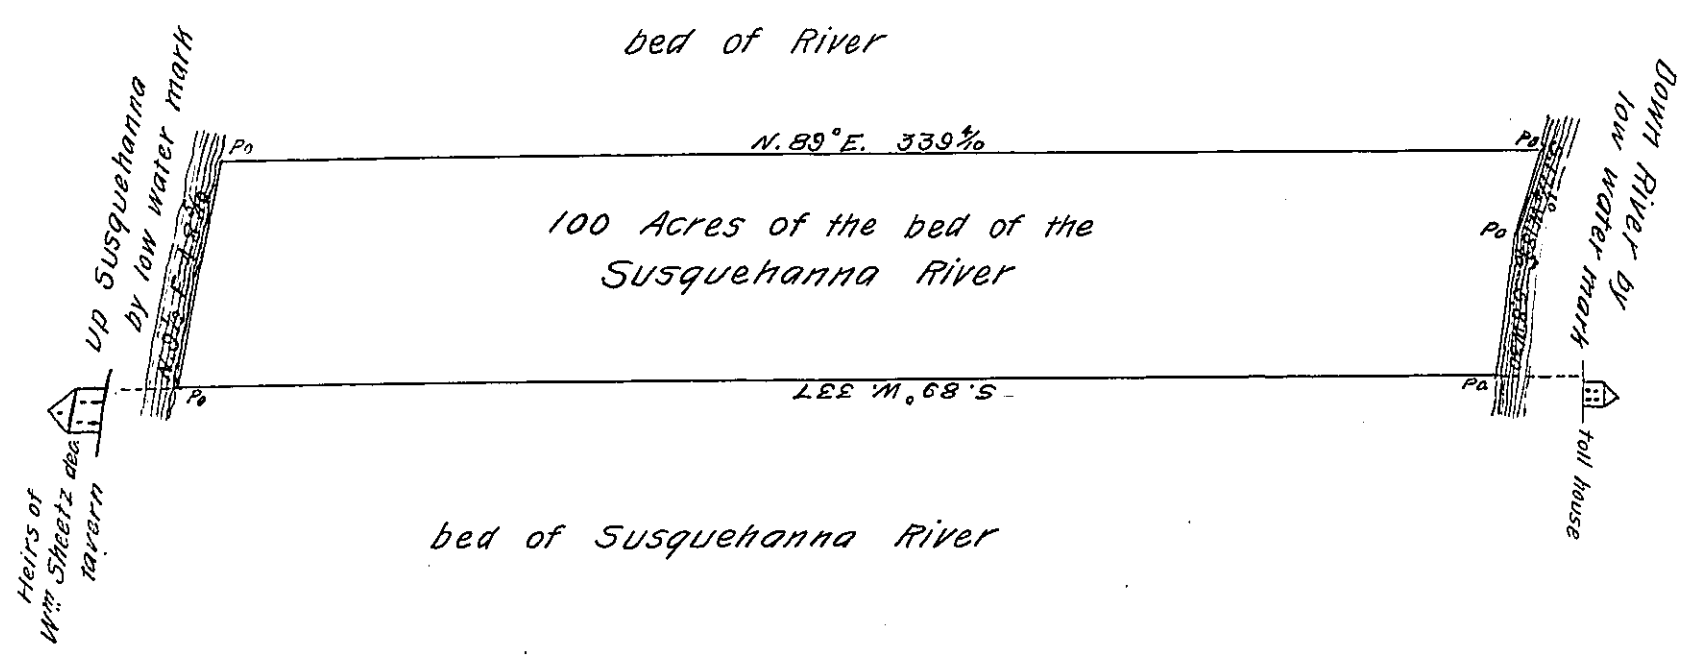 bed of River
Up Susquehanna
by low water mark
Down River by
low water mark
Po
N. 89° E. 339 4/10
Po
100 Acres of the bed of the
Susquehanna River
Po
Po
S. 89° W. 337
Po
Heirs of
Wm Sheetz dec.
tavern
toll house
bed of Susquehanna River